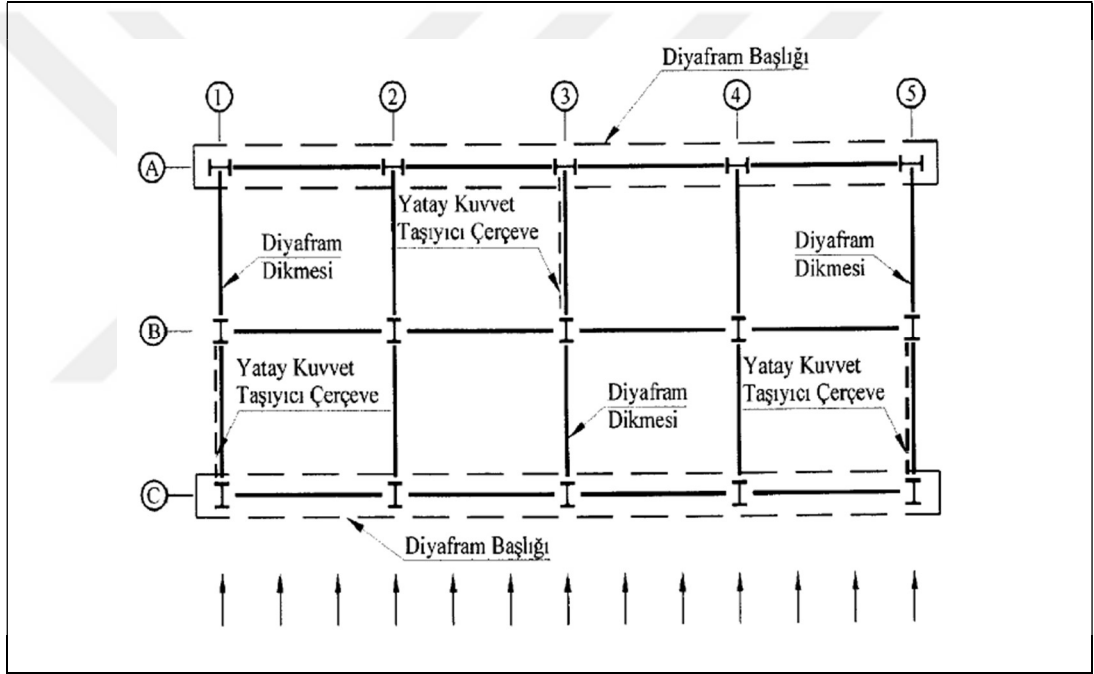 Diyafram Başlığı
1 2 3 4 5
A
Yatay Kuvvet
Taşıyıcı Çerçeve
Diyafram
Dikmesi
Diyafram
Dikmesi
B
Yatay Kuvvet
Taşıyıcı Çerçeve
Yatay Kuvvet
Taşıyıcı Çerçeve
Diyafram
Dikmesi
C
Diyafram Başlığı